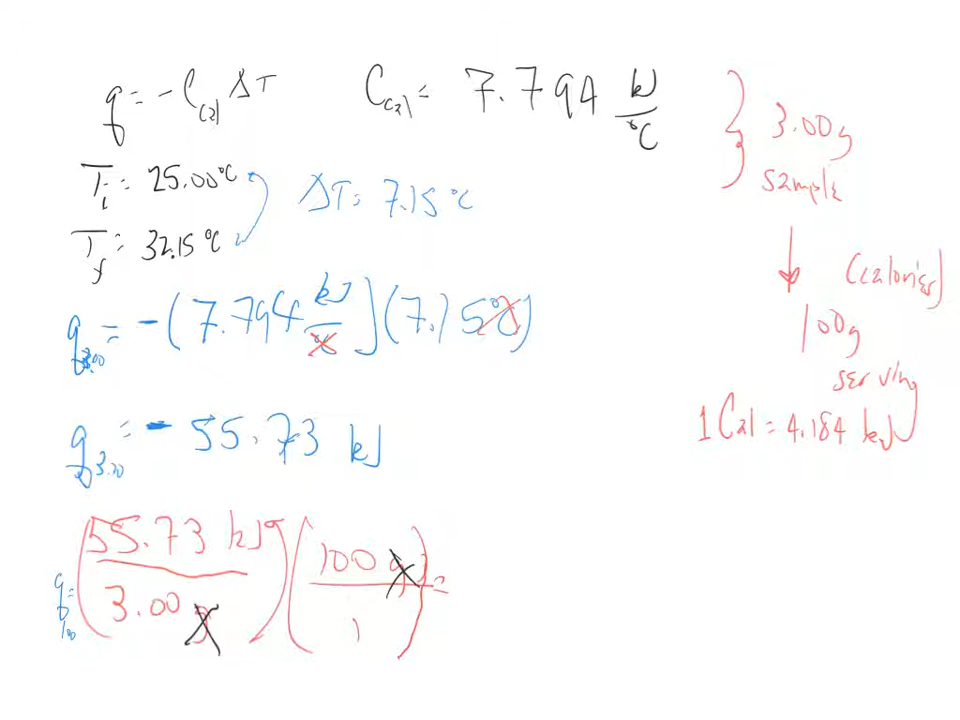 q = - C(cal) ΔT
C(cal) = 7.794 kJ/°C
Ti = 25.00°C
ΔT = 7.15 °C
Tf = 32.15 °C
q3.00 = - (7.794 kJ/°C)(7.15°C)
q3.00 = - 55.73 kJ
q100 = (55.73 kJ/3.00 g)(100 g/1) =
3.00g
sample
(calories)
100g
serving
1 Cal = 4.184 kJ